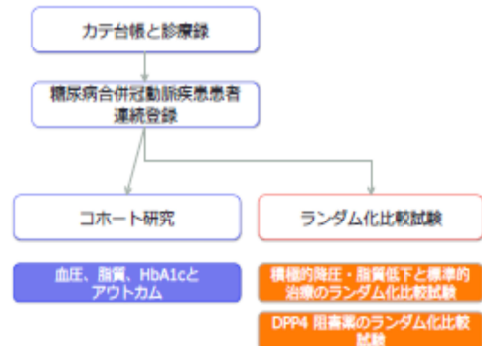 カテ台帳と診療録
糖尿病合併冠動脈疾患患者
連続登録
コホート研究
ランダム化比較試験
血圧、脂質、HbA1cと
アウトカム
積極的降圧・脂質低下と標準的
治療のランダム化比較試験
DPP4 阻害薬のランダム化比較
試験